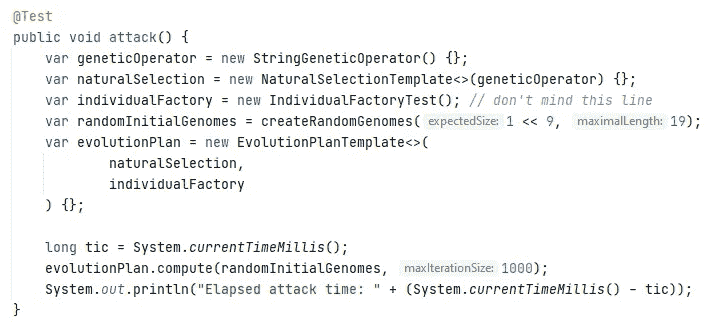 @Test
public void attack() {
    var geneticOperator = new StringGeneticOperator() {};
    var naturalSelection = new NaturalSelectionTemplate<>(geneticOperator) {};
    var individualFactory = new IndividualFactoryTest(); // don't mind this line
    var randomInitialGenomes = createRandomGenomes( expectedSize: 1 << 9, maximalLength: 19);
    var evolutionPlan = new EvolutionPlanTemplate<>(
            naturalSelection,
            individualFactory
    ) {};

    long tic = System.currentTimeMillis();
    evolutionPlan.compute(randomInitialGenomes, maxIterationSize: 1000);
    System.out.println("Elapsed attack time: " + (System.currentTimeMillis() - tic));
}